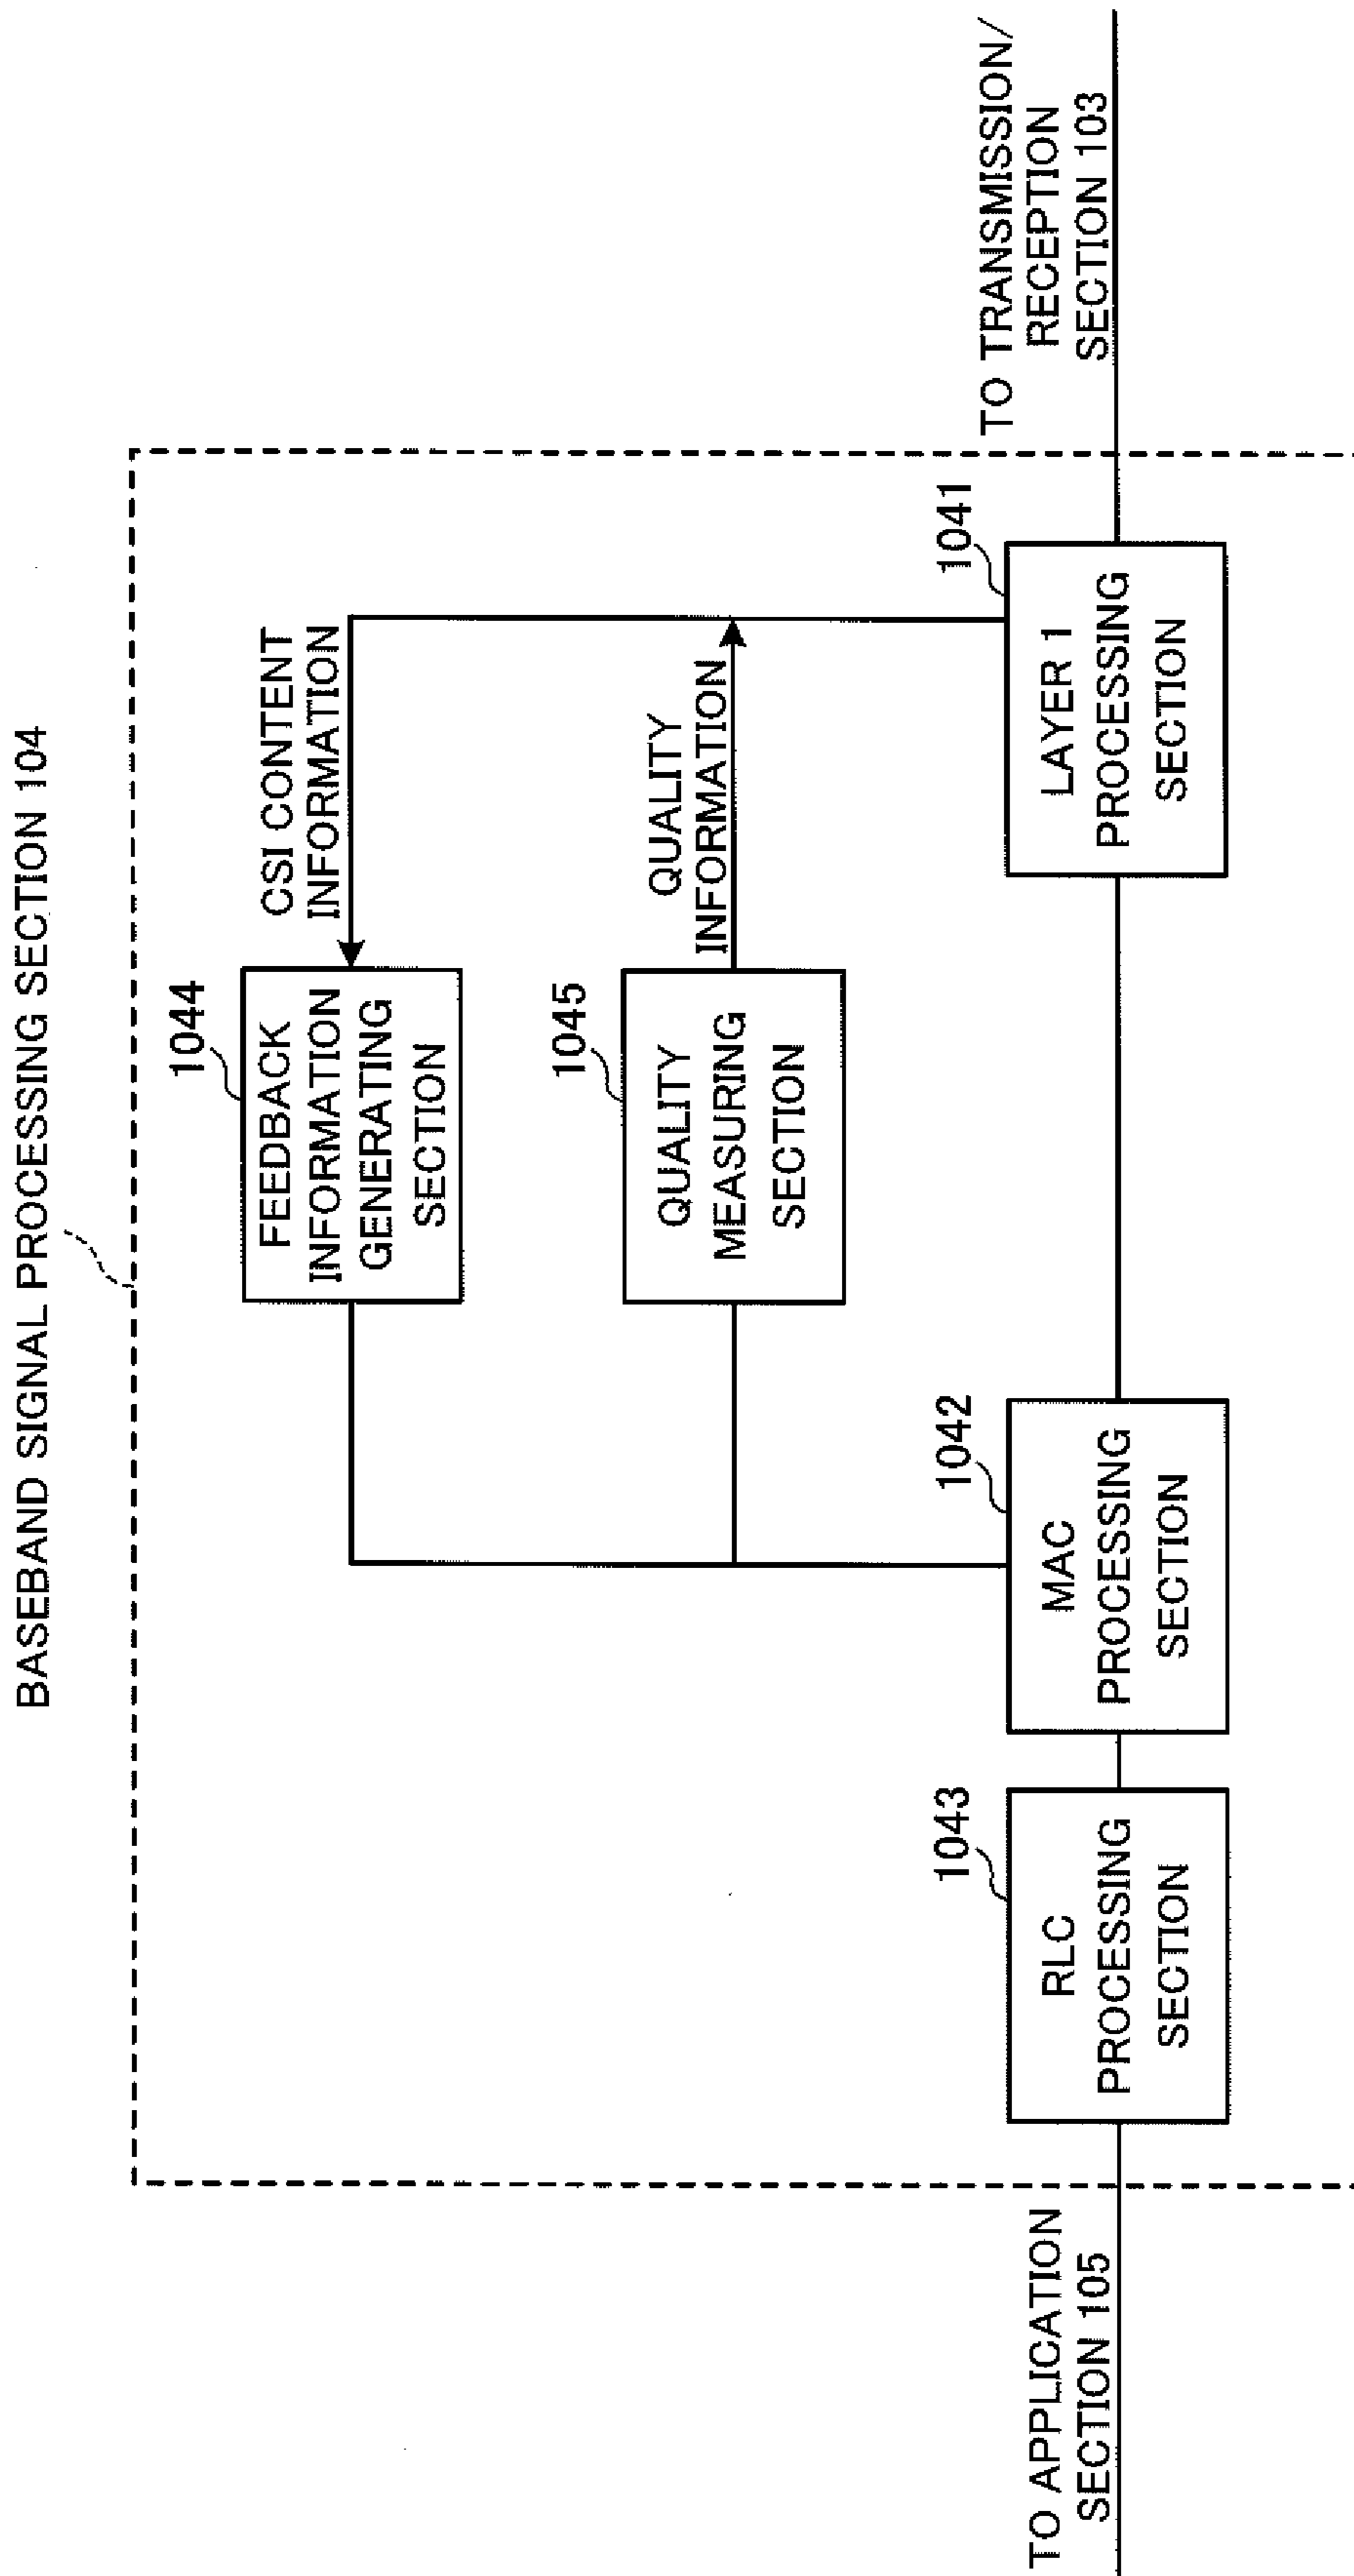 BASEBAND SIGNAL PROCESSING SECTION 104
1044
FEEDBACK
INFORMATION
GENERATING
SECTION
CSI CONTENT
INFORMATION
1045
QUALITY
MEASURING
SECTION
QUALITY
INFORMATION
TO APPLICATION
SECTION 105
1043
RLC
PROCESSING
SECTION
1042
MAC
PROCESSING
SECTION
1041
LAYER 1
PROCESSING
SECTION
TO TRANSMISSION/
RECEPTION
SECTION 103